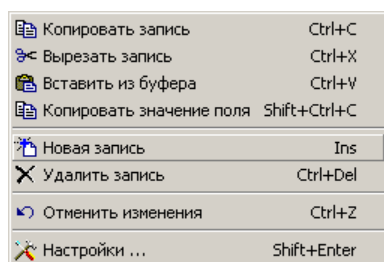 Копировать запись Ctrl+C
Вырезать запись Ctrl+X
Вставить из буфера Ctrl+V
Копировать значение поля Shift+Ctrl+C
Новая запись Ins
Удалить запись Ctrl+Del
Отменить изменения Ctrl+Z
Настройки ... Shift+Enter